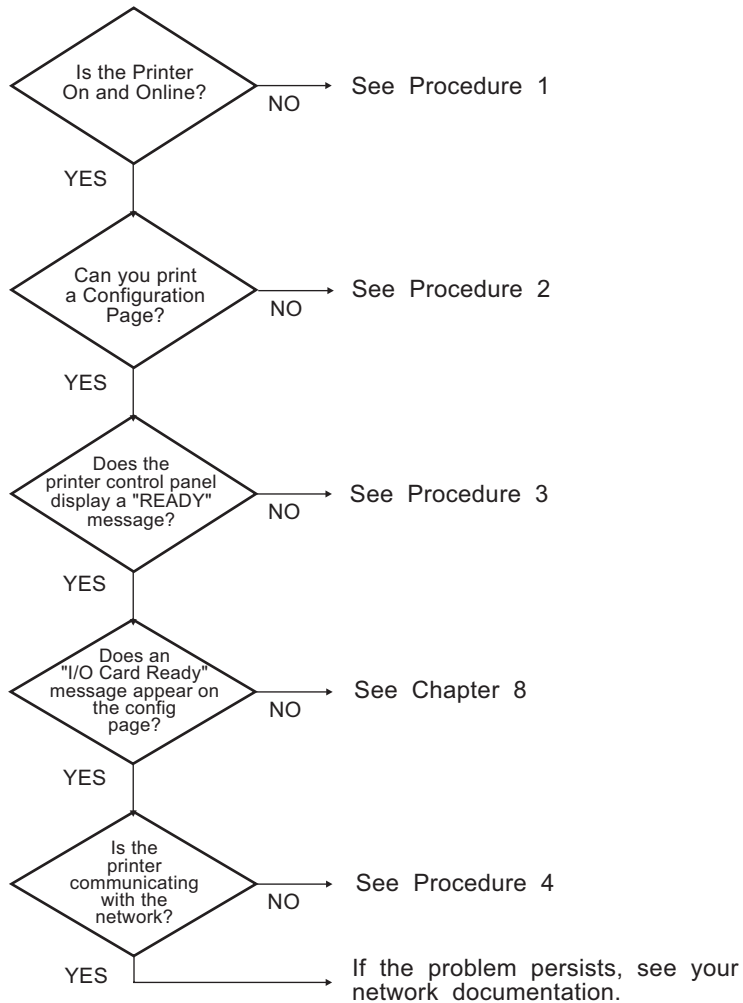 Is the Printer
On and Online?
NO
See Procedure 1
YES
Can you print
a Configuration
Page?
NO
See Procedure 2
YES
Does the
printer control panel
display a "READY"
message?
NO
See Procedure 3
YES
Does an
"I/O Card Ready"
message appear on
the config
page?
NO
See Chapter 8
YES
Is the
printer
communicating
with the
network?
NO
See Procedure 4
YES
If the problem persists, see your
network documentation.